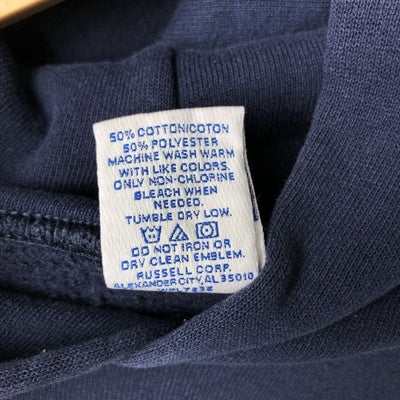 50% COTTON/COTON
50% POLYESTER
MACHINE WASH WARM
WITH LIKE COLORS.
ONLY NON-CHLORINE
BLEACH WHEN
NEEDED.
TUMBLE DRY LOW.
DO NOT IRON OR
DRY CLEAN EMBLEM.
RUSSELL CORP.
ALEXANDER CITY, AL 35010